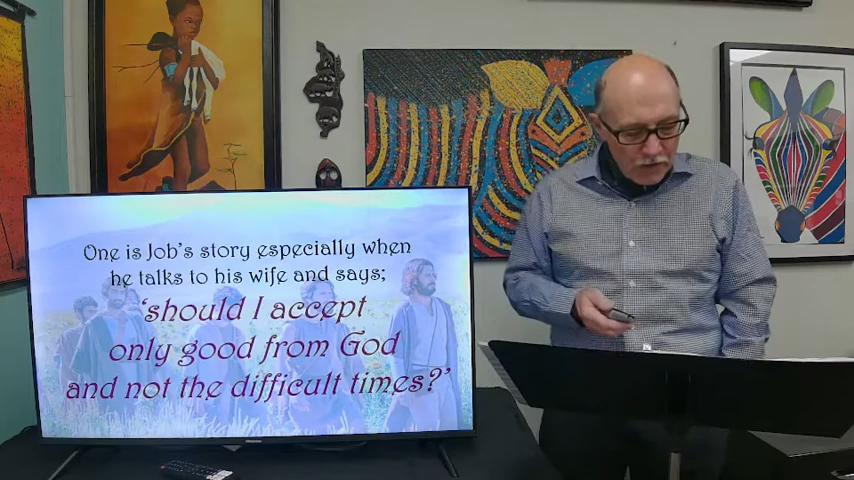 One is Job's story especially when
he talks to his wife and says;
'should I accept
only good from God
and not the difficult times?'